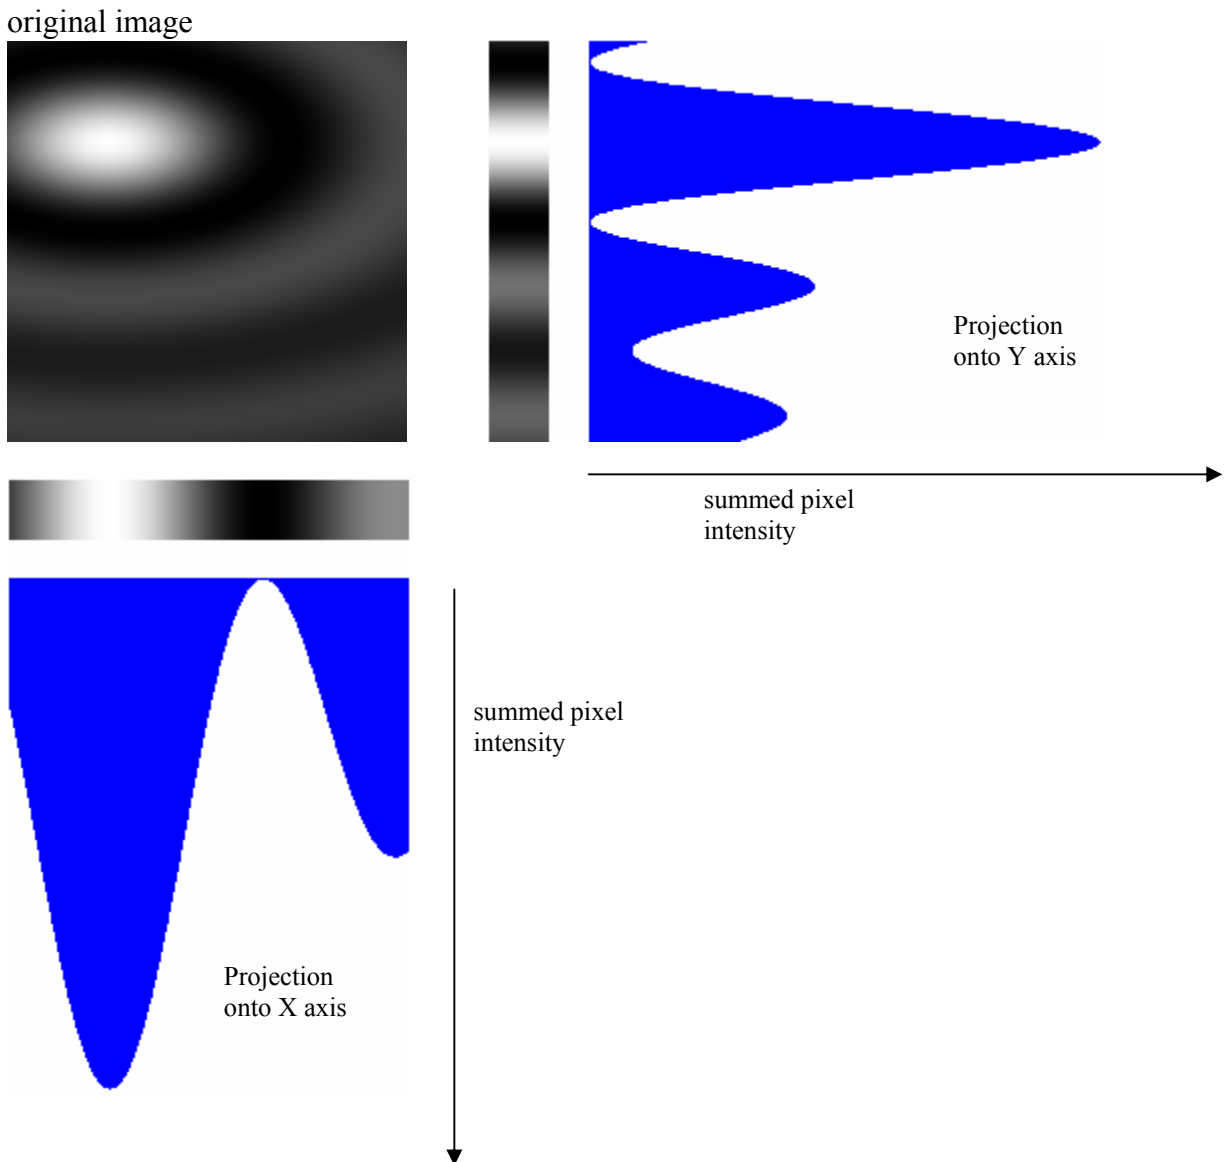 original image
Projection
onto Y axis
summed pixel
intensity
summed pixel
intensity
Projection
onto X axis